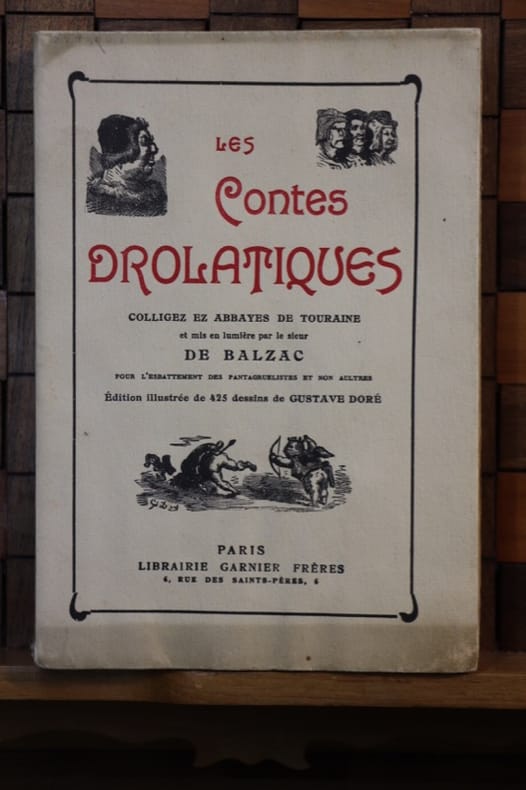 LES
Contes
DROLATIQUES
COLLIGEZ EZ ABBAYES DE TOURAINE
et mis en lumière par le sieur
DE BALZAC
POUR L'ESBATTEMENT DES PANTAGRUELISTES ET NON AULTRES
Édition illustrée de 425 dessins de GUSTAVE DORÉ
PARIS
LIBRAIRIE GARNIER FRÈRES
6, RUE DES SAINTS-PÈRES, 6